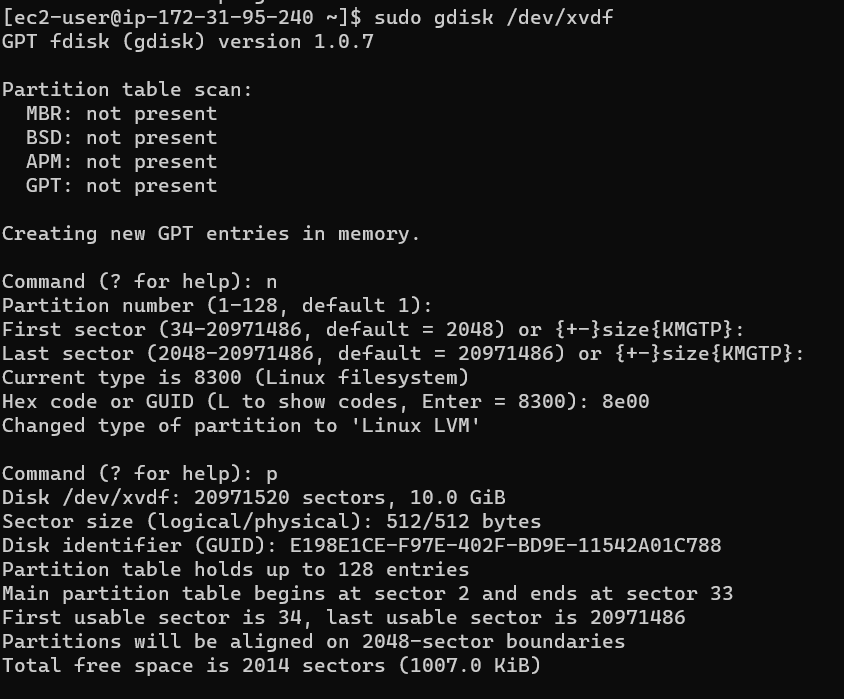 [ec2-user@ip-172-31-95-240 ~]$ sudo gdisk /dev/xvdf
GPT fdisk (gdisk) version 1.0.7
Partition table scan:
MBR: not present
BSD: not present
APM: not present
GPT: not present
Creating new GPT entries in memory.
Command (? for help): n
Partition number (1-128, default 1):
First sector (34-20971486, default = 2048) or {+-}size{KMGTP}:
Last sector (2048-20971486, default = 20971486) or {+-}size{KMGTP}:
Current type is 8300 (Linux filesystem)
Hex code or GUID (L to show codes, Enter = 8300): 8e00
Changed type of partition to 'Linux LVM'
Command (? for help): p
Disk /dev/xvdf: 20971520 sectors, 10.0 GiB
Sector size (logical/physical): 512/512 bytes
Disk identifier (GUID): E198E1CE-F97E-402F-BD9E-11542A01C788
Partition table holds up to 128 entries
Main partition table begins at sector 2 and ends at sector 33
First usable sector is 34, last usable sector is 20971486
Partitions will be aligned on 2048-sector boundaries
Total free space is 2014 sectors (1007.0 KiB)